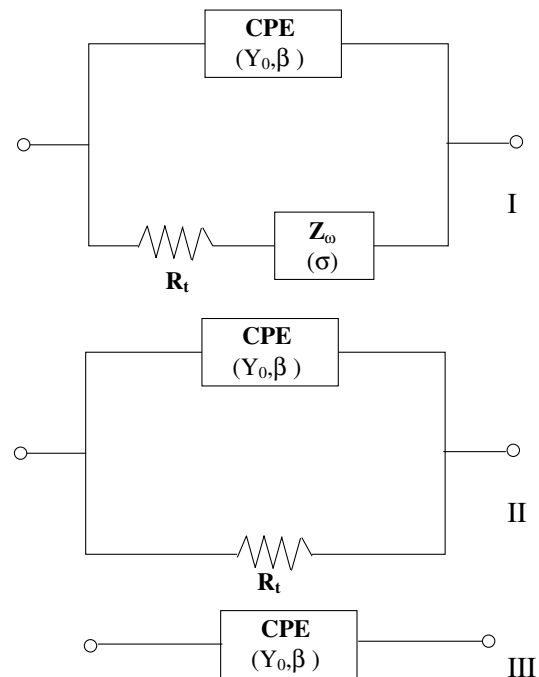 CPE
(Y₀,β )
I
Zω
(σ)
Rt
CPE
(Y₀,β )
II
Rt
CPE
(Y₀,β )
III